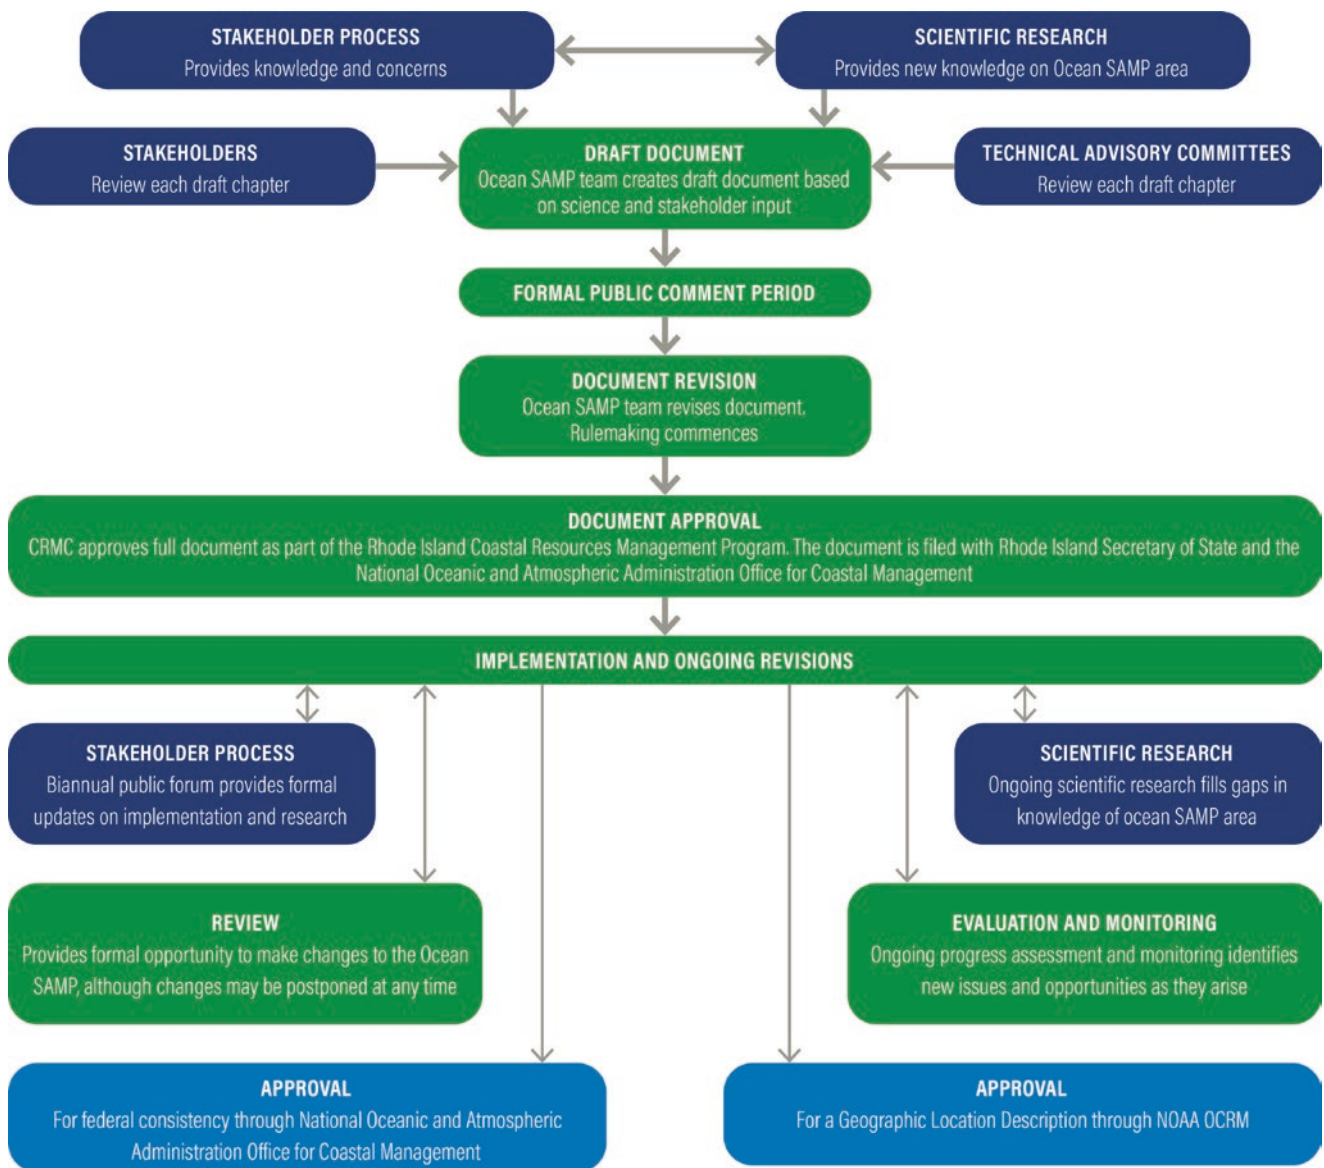 STAKEHOLDER PROCESS
Provides knowledge and concerns
SCIENTIFIC RESEARCH
Provides new knowledge on Ocean SAMP area
STAKEHOLDERS
Review each draft chapter
DRAFT DOCUMENT
Ocean SAMP team creates draft document based
on science and stakeholder input
TECHNICAL ADVISORY COMMITTEES
Review each draft chapter
FORMAL PUBLIC COMMENT PERIOD
DOCUMENT REVISION
Ocean SAMP team revises document.
Rulemaking commences
DOCUMENT APPROVAL
CRMC approves full document as part of the Rhode Island Coastal Resources Management Program. The document is filed with Rhode Island Secretary of State and the
National Oceanic and Atmospheric Administration Office for Coastal Management
IMPLEMENTATION AND ONGOING REVISIONS
STAKEHOLDER PROCESS
Biannual public forum provides formal
updates on implementation and research
SCIENTIFIC RESEARCH
Ongoing scientific research fills gaps in
knowledge of ocean SAMP area
REVIEW
Provides formal opportunity to make changes to the Ocean
SAMP, although changes may be postponed at any time
EVALUATION AND MONITORING
Ongoing progress assessment and monitoring identifies
new issues and opportunities as they arise
APPROVAL
For federal consistency through National Oceanic and Atmospheric
Administration Office for Coastal Management
APPROVAL
For a Geographic Location Description through NOAA OCRM